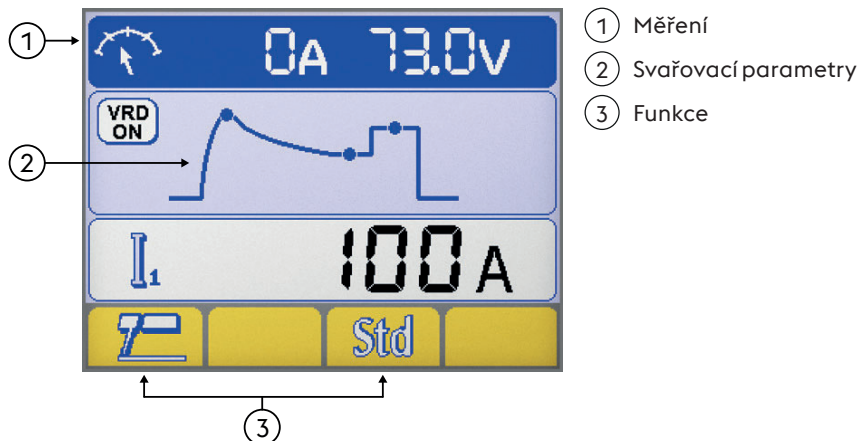 1 0A 73.0V
1 Měření
2 Svařovací parametry
3 Funkce
VRD
ON
2
I1 100A
Std
3